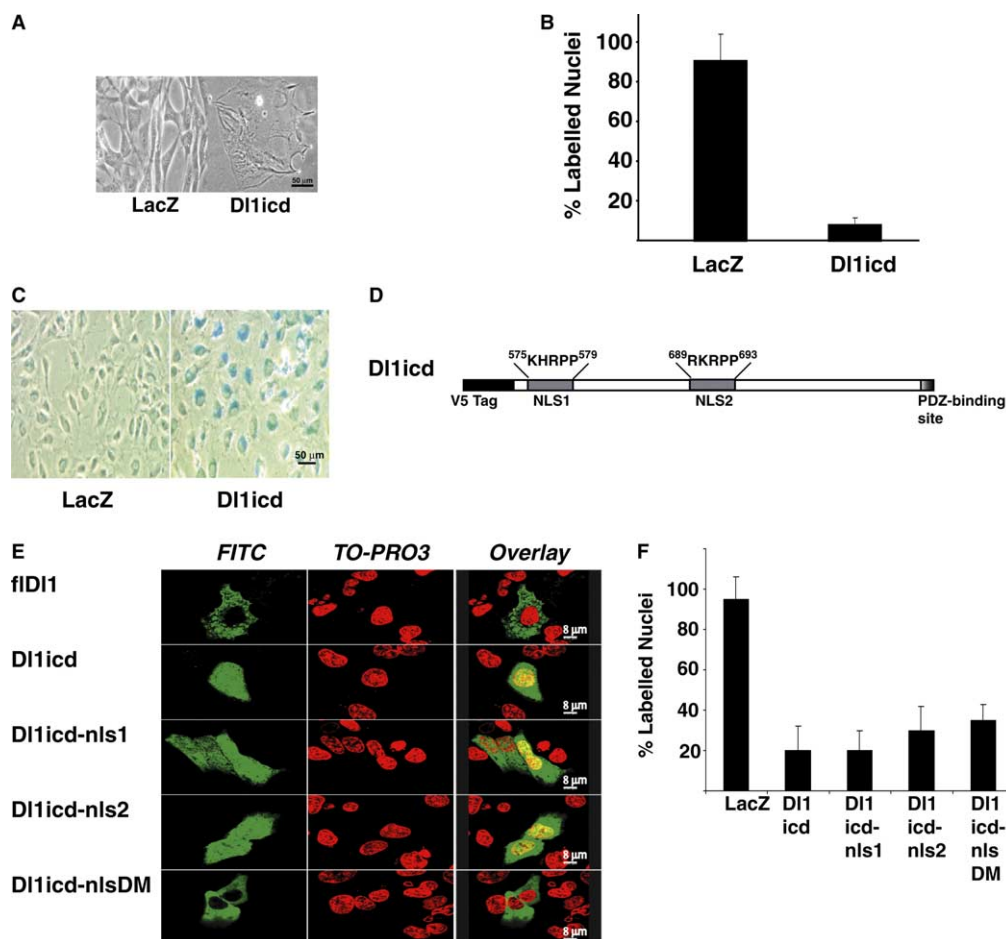 A
50 µm
LacZ Dl1icd
B
% Labelled Nuclei
100
80
60
40
20
LacZ Dl1icd
C
50 µm
LacZ Dl1icd
D
Dl1icd
575KHRPP579 689RKRPP693
V5 Tag NLS1 NLS2 PDZ-binding
site
E
FITC TO-PRO3 Overlay
flDl1
8 µm
Dl1icd
8 µm
Dl1icd-nls1
8 µm
Dl1icd-nls2
8 µm
Dl1icd-nlsDM
8 µm
F
% Labelled Nuclei
100
80
60
40
20
LacZ Dl1 Dl1 Dl1 Dl1
icd icd- icd- icd-
nls1 nls2 nls
DM